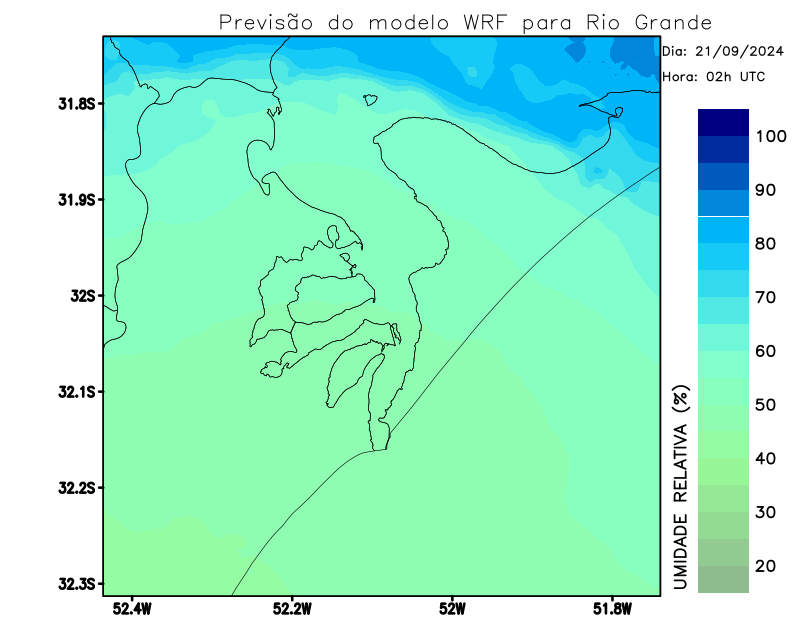 Previsão do modelo WRF para Rio Grande
Dia: 21/09/2024
Hora: 02h UTC
31.8S
31.9S
32S
32.1S
32.2S
32.3S
52.4W
52.2W
52W
51.8W
100
90
80
70
60
50
40
30
20
UMIDADE RELATIVA (%)